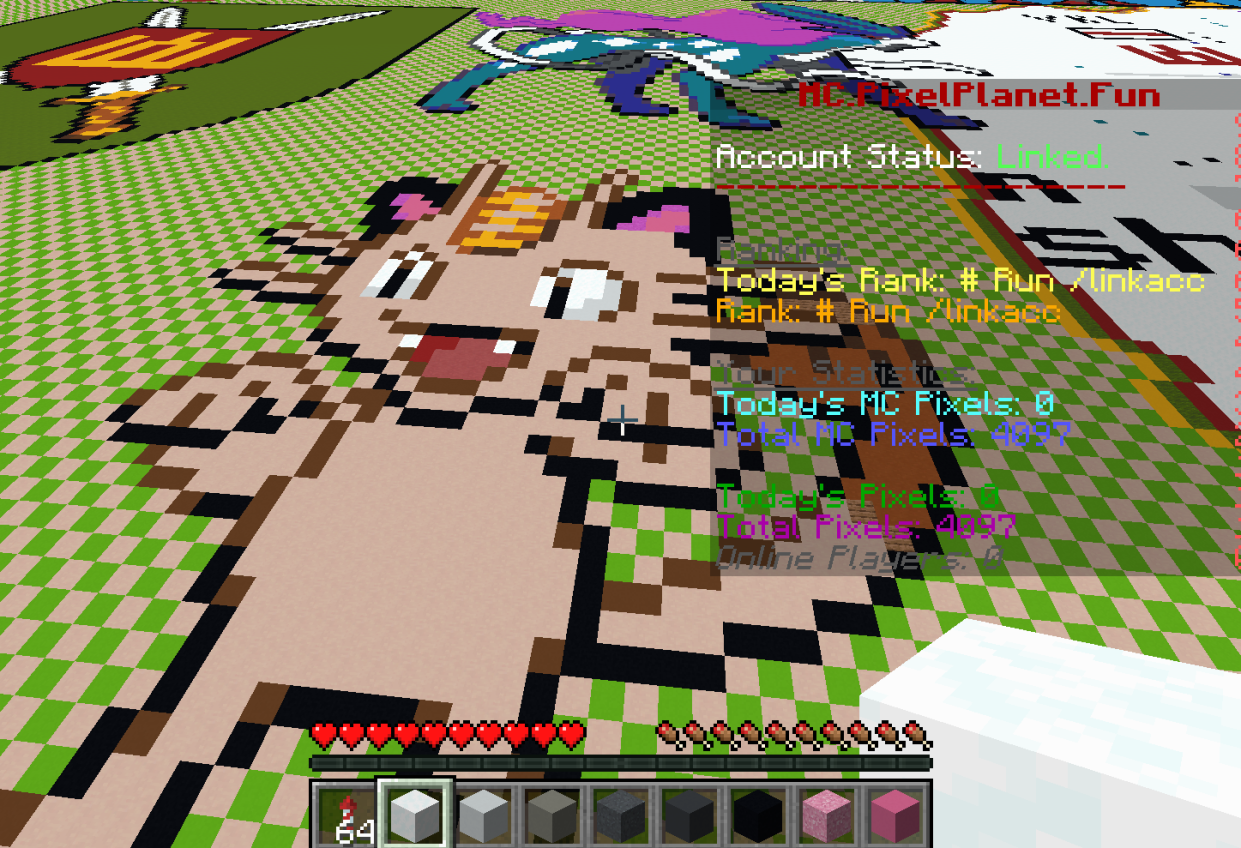 MC.PixelPlanet.Fun
Account Status: Linked.
Ranking:
Today's Rank: # Run /linkacc
Rank: # Run /linkacc
Your Statistics:
Today's MC Pixels: 0
Total MC Pixels: 4097
Today's Pixels: 0
Total Pixels: 4097
Online Players: 0
64